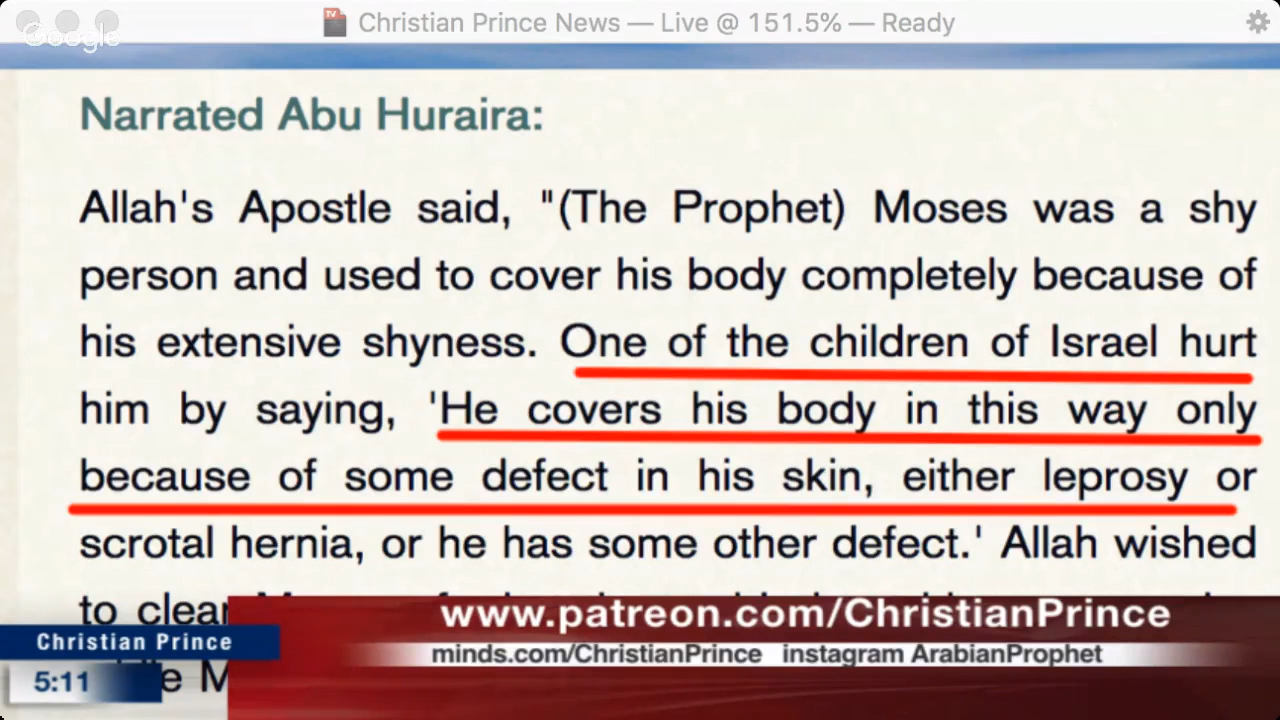 Christian Prince News — Live @ 151.5% — Ready
Google
Narrated Abu Huraira:
Allah's Apostle said, "(The Prophet) Moses was a shy
person and used to cover his body completely because of
his extensive shyness. One of the children of Israel hurt
him by saying, 'He covers his body in this way only
because of some defect in his skin, either leprosy or
scrotal hernia, or he has some other defect.' Allah wished
to clear
www.patreon.com/ChristianPrince
Christian Prince
minds.com/ChristianPrince instagram ArabianProphet
5:11